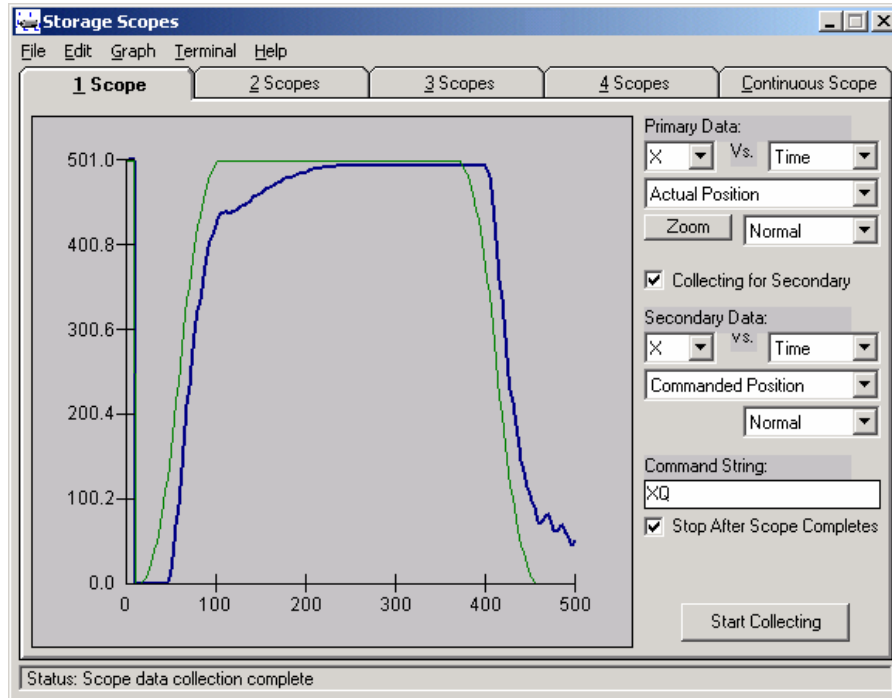 Storage Scopes
File Edit Graph Terminal Help
1 Scope 2 Scopes 3 Scopes 4 Scopes Continuous Scope
501.0
400.8
300.6
200.4
100.2
0.0
0 100 200 300 400 500
Primary Data:
X Vs. Time
Actual Position
Zoom Normal
Collecting for Secondary
Secondary Data:
X vs. Time
Commanded Position
Normal
Command String:
XQ
Stop After Scope Completes
Start Collecting
Status: Scope data collection complete